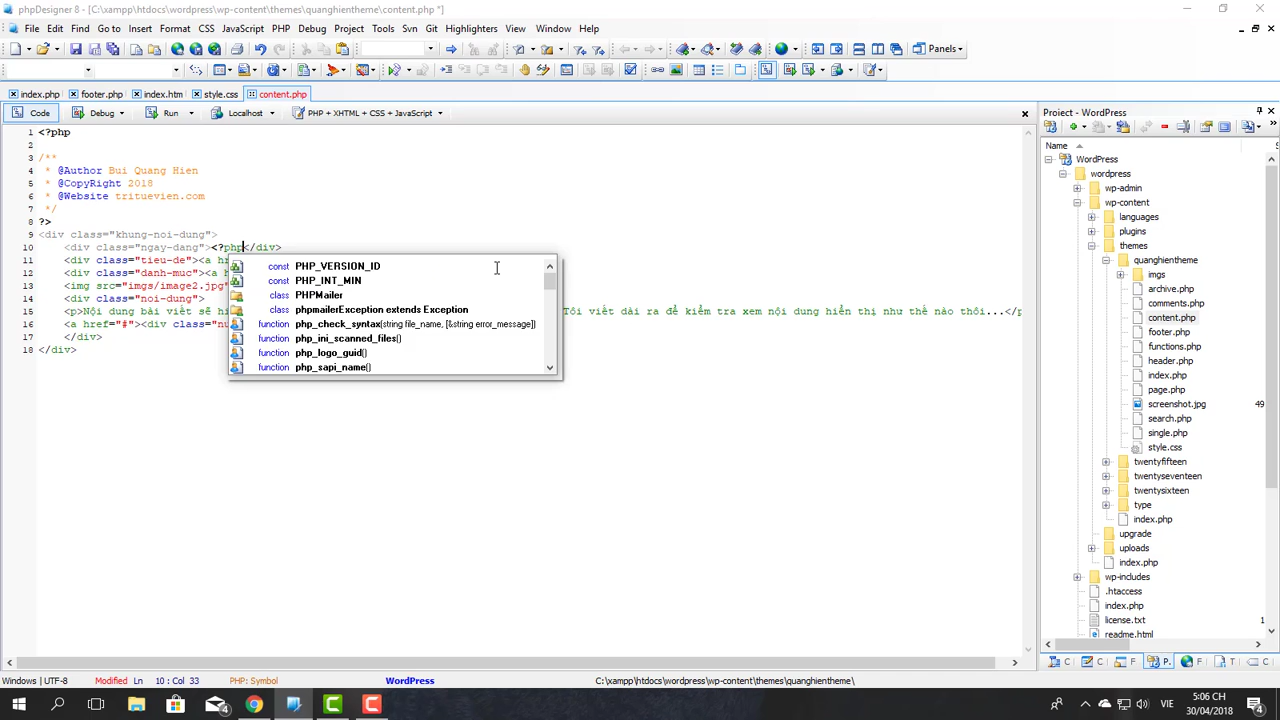 phpDesigner 8 - [C:\xampp\htdocs\wordpress\wp-content\themes\quanghientheme\content.php *]
File Edit Find Goto Insert Format CSS JavaScript PHP Debug Project Tools Svn Git Highlighters View Window Help
Panels
index.php footer.php index.htm style.css content.php
Code Debug Run Localhost PHP + XHTML + CSS + JavaScript
1 <?php
2
3 /**
4 * @Author Bui Quang Hien
5 * @CopyRight 2018
6 * @Website trituevien.com
7 */
8 ?>
9 <div class="khung-noi-dung">
10 <div class="ngay-dang"><?php</div>
11 <div class="tieu-de"><a h
12 <div class="danh-muc"><a
13 <img src="imgs/image2.jpg"
14 <div class="noi-dung">
15 <p>Nội dung bài viết sẽ hi Tôi viết dài ra để kiểm tra xem nội dung hiển thị như thế nào thôi...</p
16 <a href="#"><div class="nu
17 </div>
18 </div>
const PHP_VERSION_ID
const PHP_INT_MIN
class PHPMailer
class phpmailerException extends Exception
function php_check_syntax(string file_name, [&string error_message])
function php_ini_scanned_files()
function php_logo_guid()
function php_sapi_name()
Project - WordPress
Name
WordPress
wordpress
wp-admin
wp-content
languages
plugins
themes
quanghientheme
imgs
archive.php
comments.php
content.php
footer.php
functions.php
header.php
index.php
page.php
screenshot.jpg 49
search.php
single.php
style.css
twentyfifteen
twentyseventeen
twentysixteen
type
index.php
upgrade
uploads
index.php
wp-includes
.htaccess
index.php
license.txt 1
readme.html
C C F P. F T C
Windows | UTF-8 Modified Ln 10 : Col 33 PHP: Symbol WordPress C:\xampp\htdocs\wordpress\wp-content\themes\quanghientheme\
4 VIE 5:06 CH
30/04/2018 4